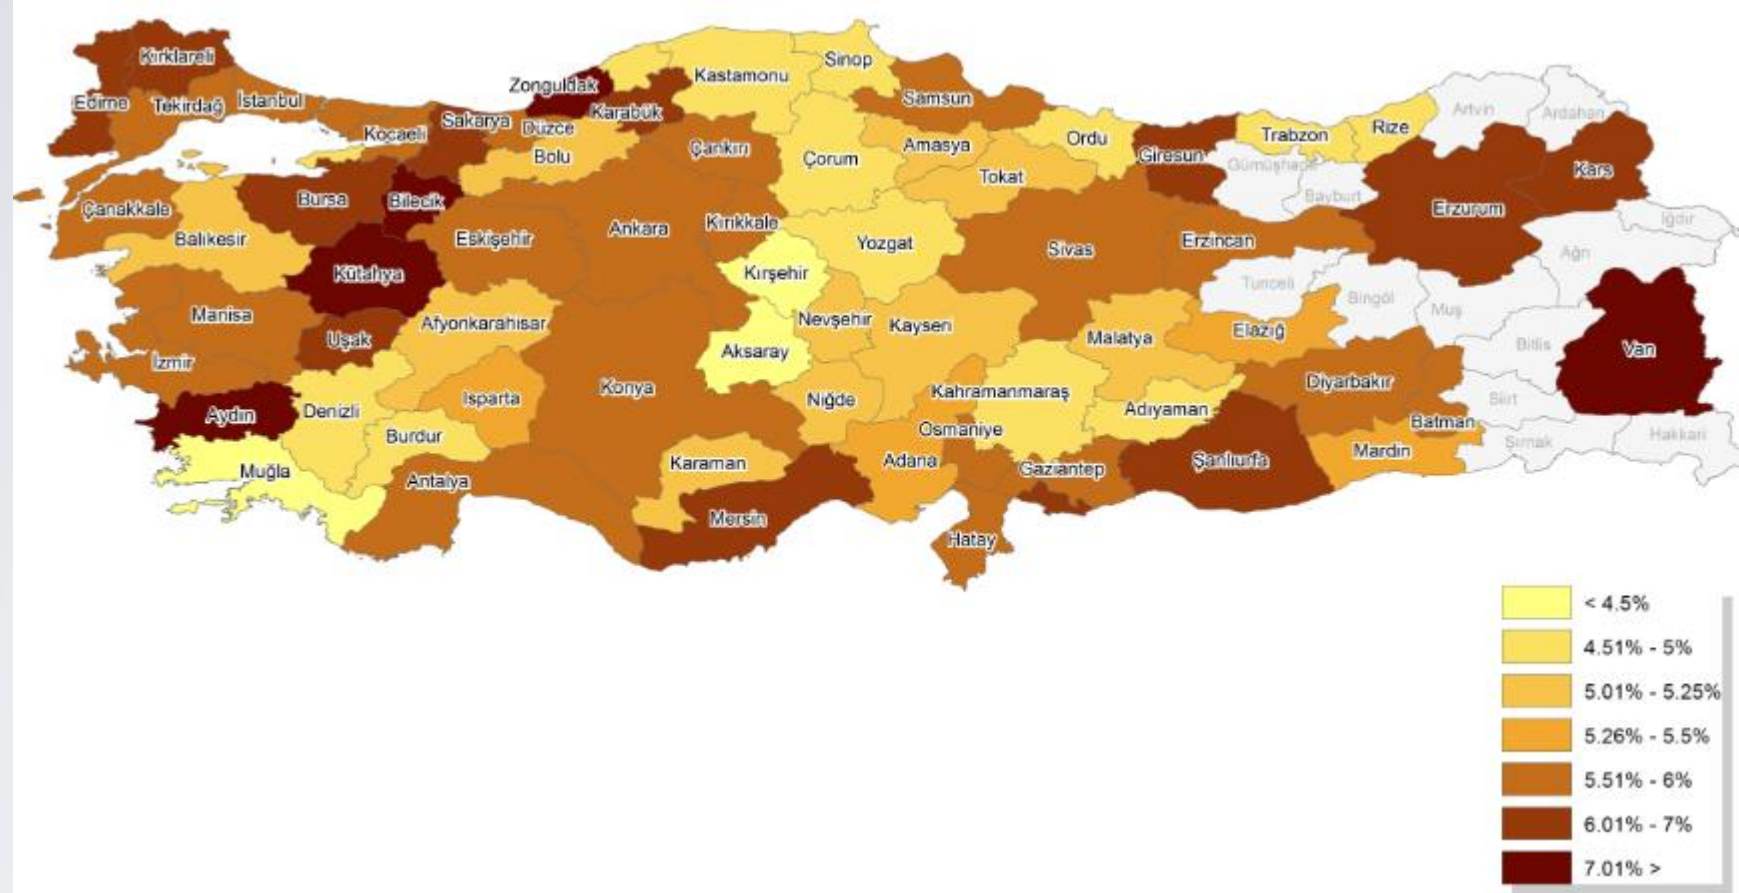 Kırklareli
Edirne
Tekirdağ
İstanbul
Kocaeli
Sakarya
Düzce
Bolu
Zonguldak
Karabük
Kastamonu
Sinop
Samsun
Çankırı
Çorum
Amasya
Tokat
Ordu
Giresun
Trabzon
Rize
Artvin
Ardahan
Gümüşhane
Bayburt
Erzurum
Kars
Iğdır
Ağrı
Çanakkale
Balıkesir
Bursa
Bilecik
Eskişehir
Ankara
Kırıkkale
Kırşehir
Yozgat
Sivas
Erzincan
Tunceli
Bingöl
Muş
Bitlis
Van
Kütahya
Manisa
Uşak
Afyonkarahisar
İzmir
Aksaray
Nevşehir
Kayseri
Malatya
Elazığ
Diyarbakır
Batman
Siirt
Şırnak
Hakkari
Mardin
Aydın
Denizli
Isparta
Burdur
Konya
Niğde
Kahramanmaraş
Adıyaman
Osmaniye
Muğla
Antalya
Karaman
Mersin
Adana
Gaziantep
Şanlıurfa
Hatay
< 4.5%
4.51% - 5%
5.01% - 5.25%
5.26% - 5.5%
5.51% - 6%
6.01% - 7%
7.01% >